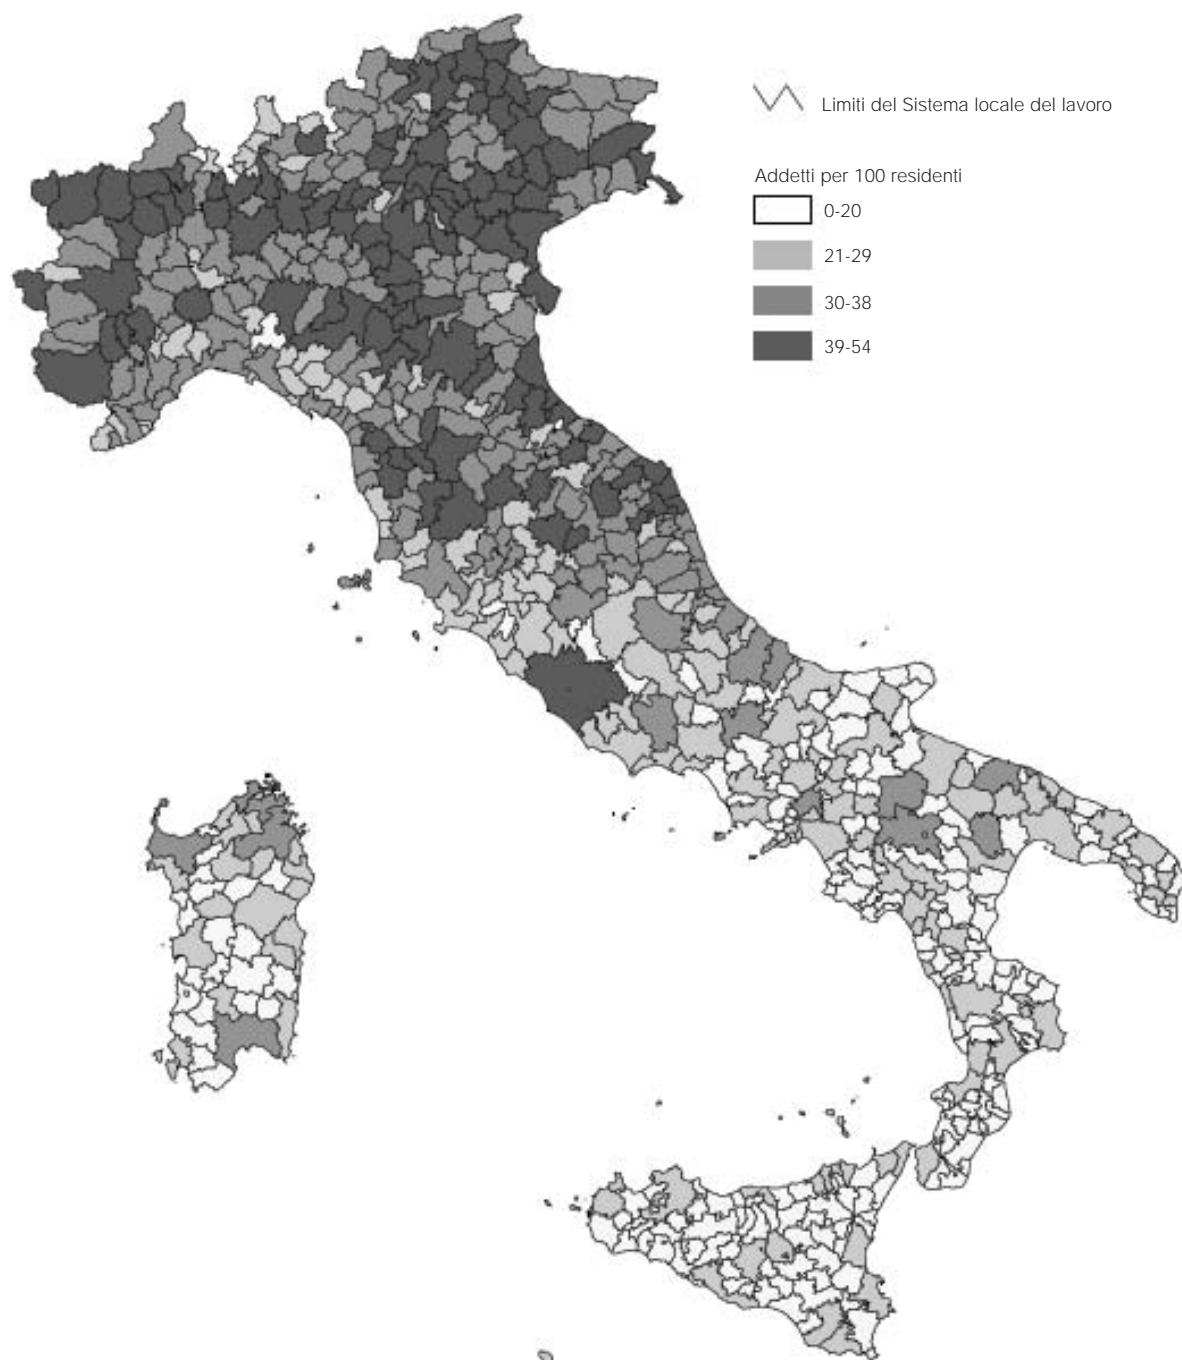 Limiti del Sistema locale del lavoro
Addetti per 100 residenti
0-20
21-29
30-38
39-54